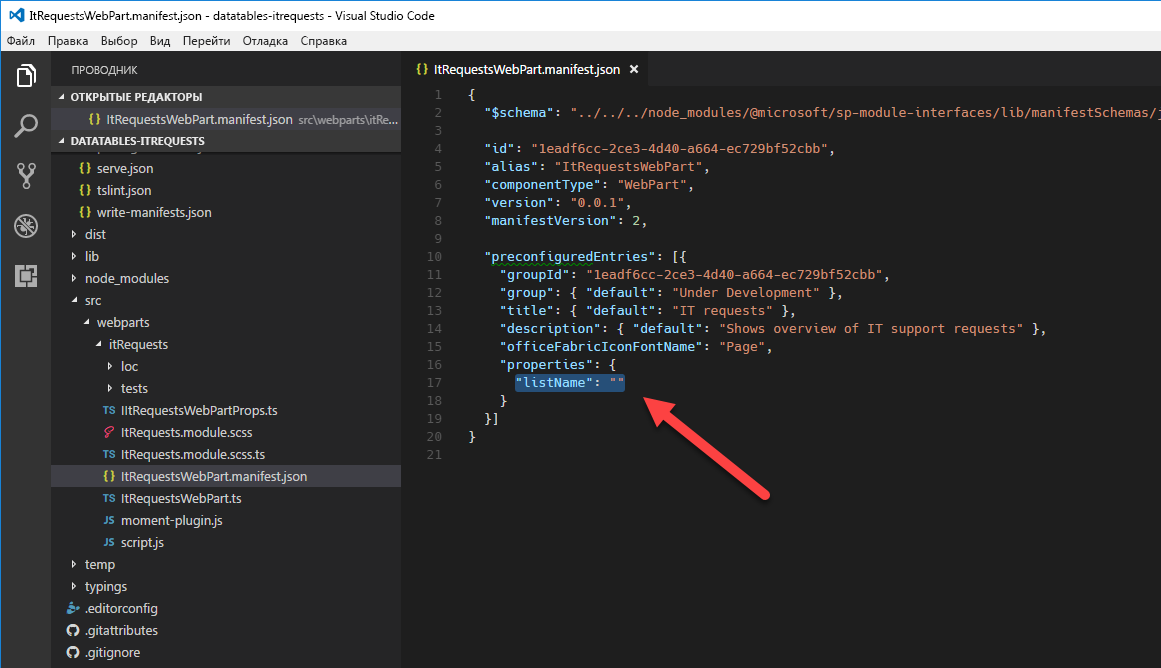 ItRequestsWebPart.manifest.json - datatables-itrequests - Visual Studio Code
Файл Правка Выбор Вид Перейти Отладка Справка
ПРОВОДНИК
ОТКРЫТЫЕ РЕДАКТОРЫ
{} ItRequestsWebPart.manifest.json src\webparts\itRe...
DATATABLES-ITREQUESTS
{} serve.json
{} tslint.json
{} write-manifests.json
dist
lib
node_modules
src
webparts
itRequests
loc
tests
TS IItRequestsWebPartProps.ts
ItRequests.module.scss
TS ItRequests.module.scss.ts
{} ItRequestsWebPart.manifest.json
TS ItRequestsWebPart.ts
JS moment-plugin.js
JS script.js
temp
typings
.editorconfig
.gitattributes
.gitignore
{} ItRequestsWebPart.manifest.json ×
1 {
2 "$schema": "../../../node_modules/@microsoft/sp-module-interfaces/lib/manifestSchemas/j
3
4 "id": "1eadf6cc-2ce3-4d40-a664-ec729bf52cbb",
5 "alias": "ItRequestsWebPart",
6 "componentType": "WebPart",
7 "version": "0.0.1",
8 "manifestVersion": 2,
9
10 "preconfiguredEntries": [{
11 "groupId": "1eadf6cc-2ce3-4d40-a664-ec729bf52cbb",
12 "group": { "default": "Under Development" },
13 "title": { "default": "IT requests" },
14 "description": { "default": "Shows overview of IT support requests" },
15 "officeFabricIconFontName": "Page",
16 "properties": {
17 "listName": ""
18 }
19 }]
20 }
21